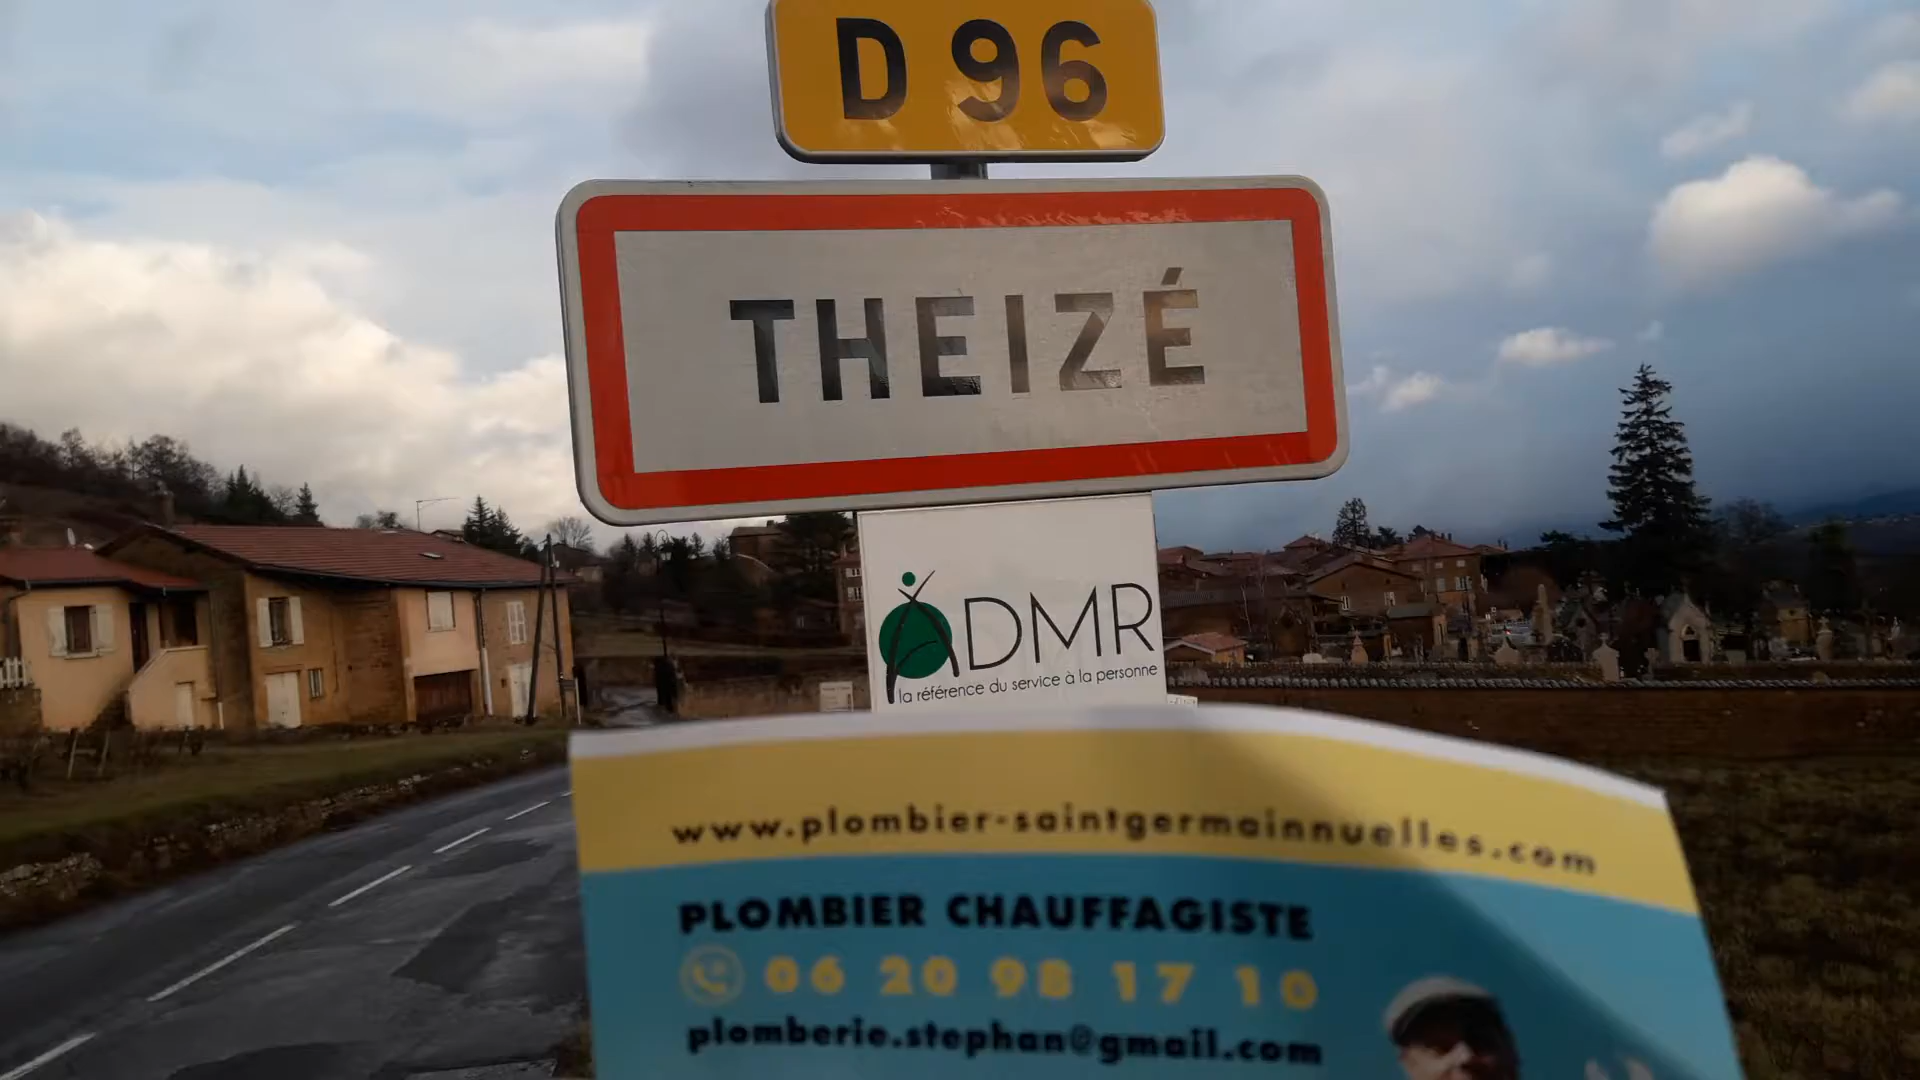 D 96
THEIZÉ
ADMR
la référence du service à la personne
www.plombier-saintgermainnuelles.com
PLOMBIER CHAUFFAGISTE
06 20 98 17 10
plomberie.stephan@gmail.com